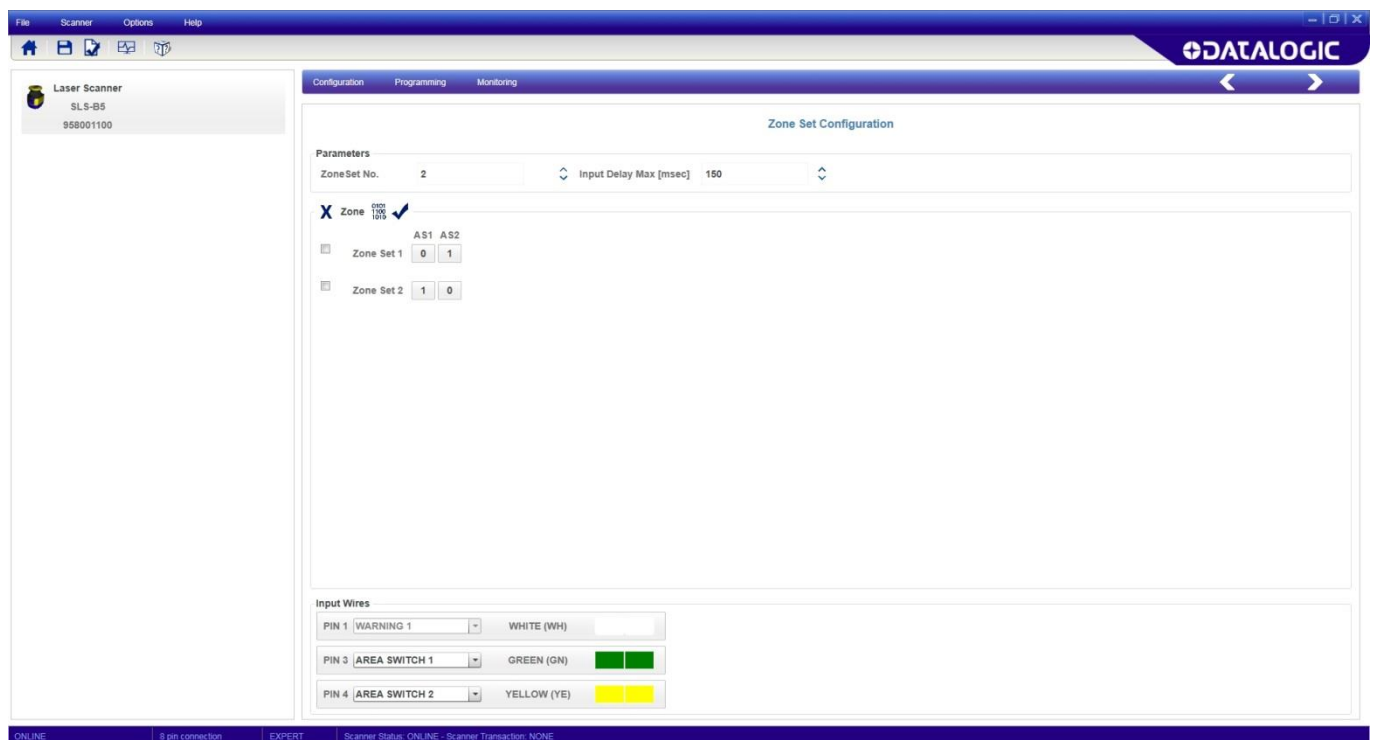 File Scanner Options Help
DATALOGIC
Laser Scanner
SLS-B5
958001100
Configuration Programming Monitoring
Zone Set Configuration
Parameters
ZoneSet No. 2 Input Delay Max [msec] 150
X Zone 0101 1100 1010
AS1 AS2
Zone Set 1 0 1
Zone Set 2 1 0
Input Wires
PIN 1 WARNING 1 WHITE (WH)
PIN 3 AREA SWITCH 1 GREEN (GN)
PIN 4 AREA SWITCH 2 YELLOW (YE)
ONLINE 8 pin connection EXPERT Scanner Status: ONLINE - Scanner Transaction: NONE